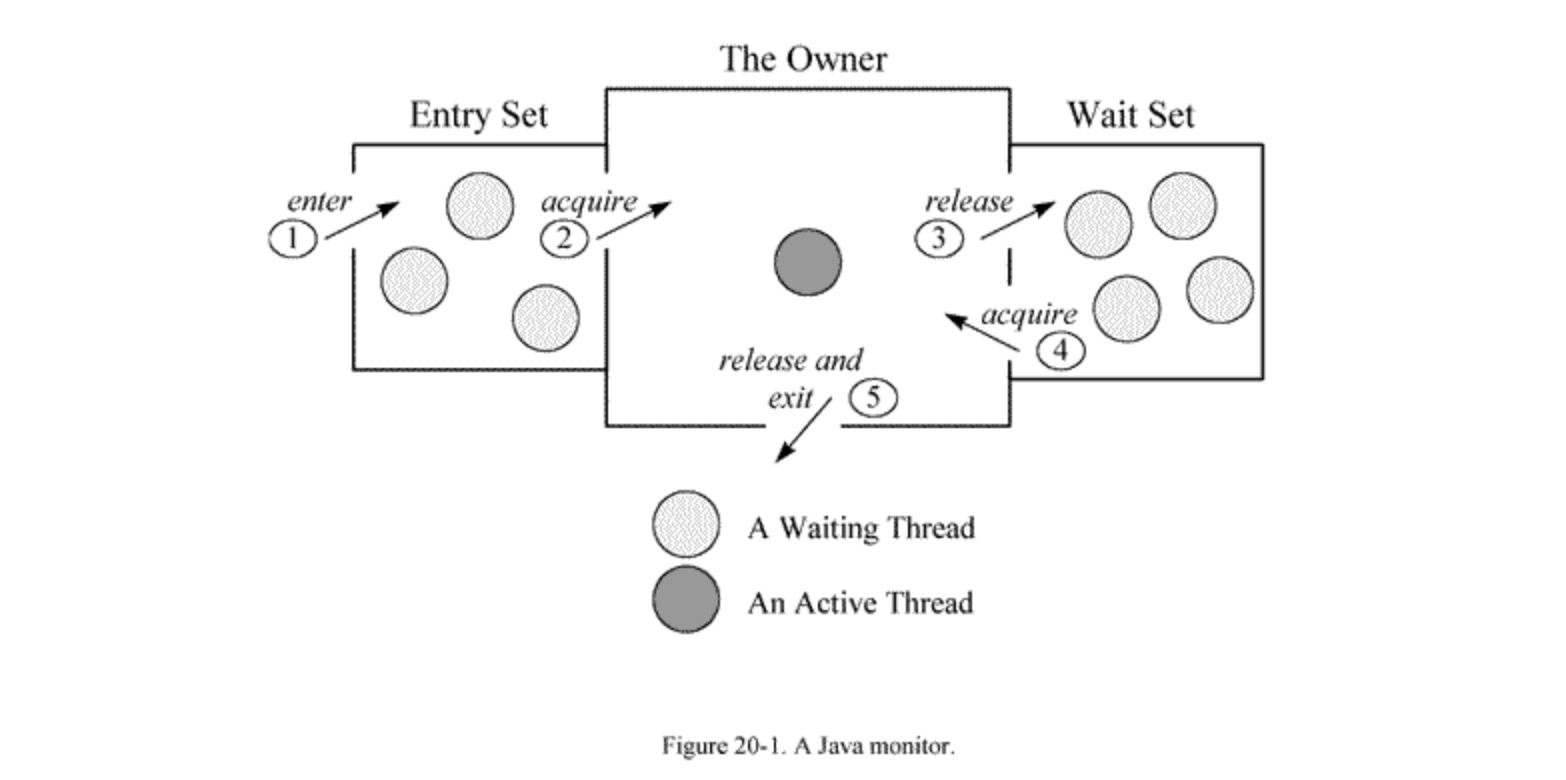 The Owner
Entry Set
Wait Set
enter
1
acquire
2
release
3
acquire
4
release and
exit
5
A Waiting Thread
An Active Thread
Figure 20-1. A Java monitor.